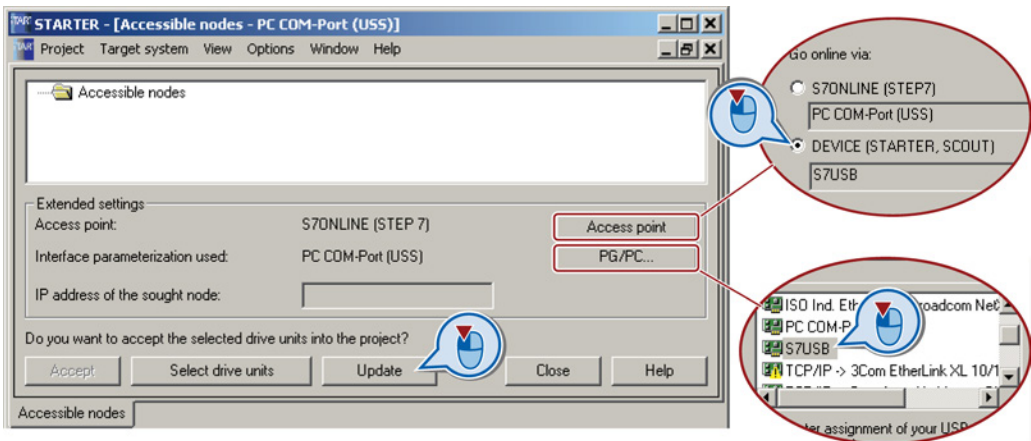 STARTER - [Accessible nodes - PC COM-Port (USS)]
Project Target system View Options Window Help
Accessible nodes
Extended settings
Access point: S7ONLINE (STEP 7) Access point
Interface parameterization used: PC COM-Port (USS) PG/PC...
IP address of the sought node:
Do you want to accept the selected drive units into the project?
Accept Select drive units Update Close Help
Accessible nodes
Go online via:
S7ONLINE (STEP7)
PC COM-Port (USS)
DEVICE (STARTER, SCOUT)
S7USB
ISO Ind.
PC COM-P
S7USB
TCP/IP -> 3Com EtherLink XL 10/1
assignment of your USB